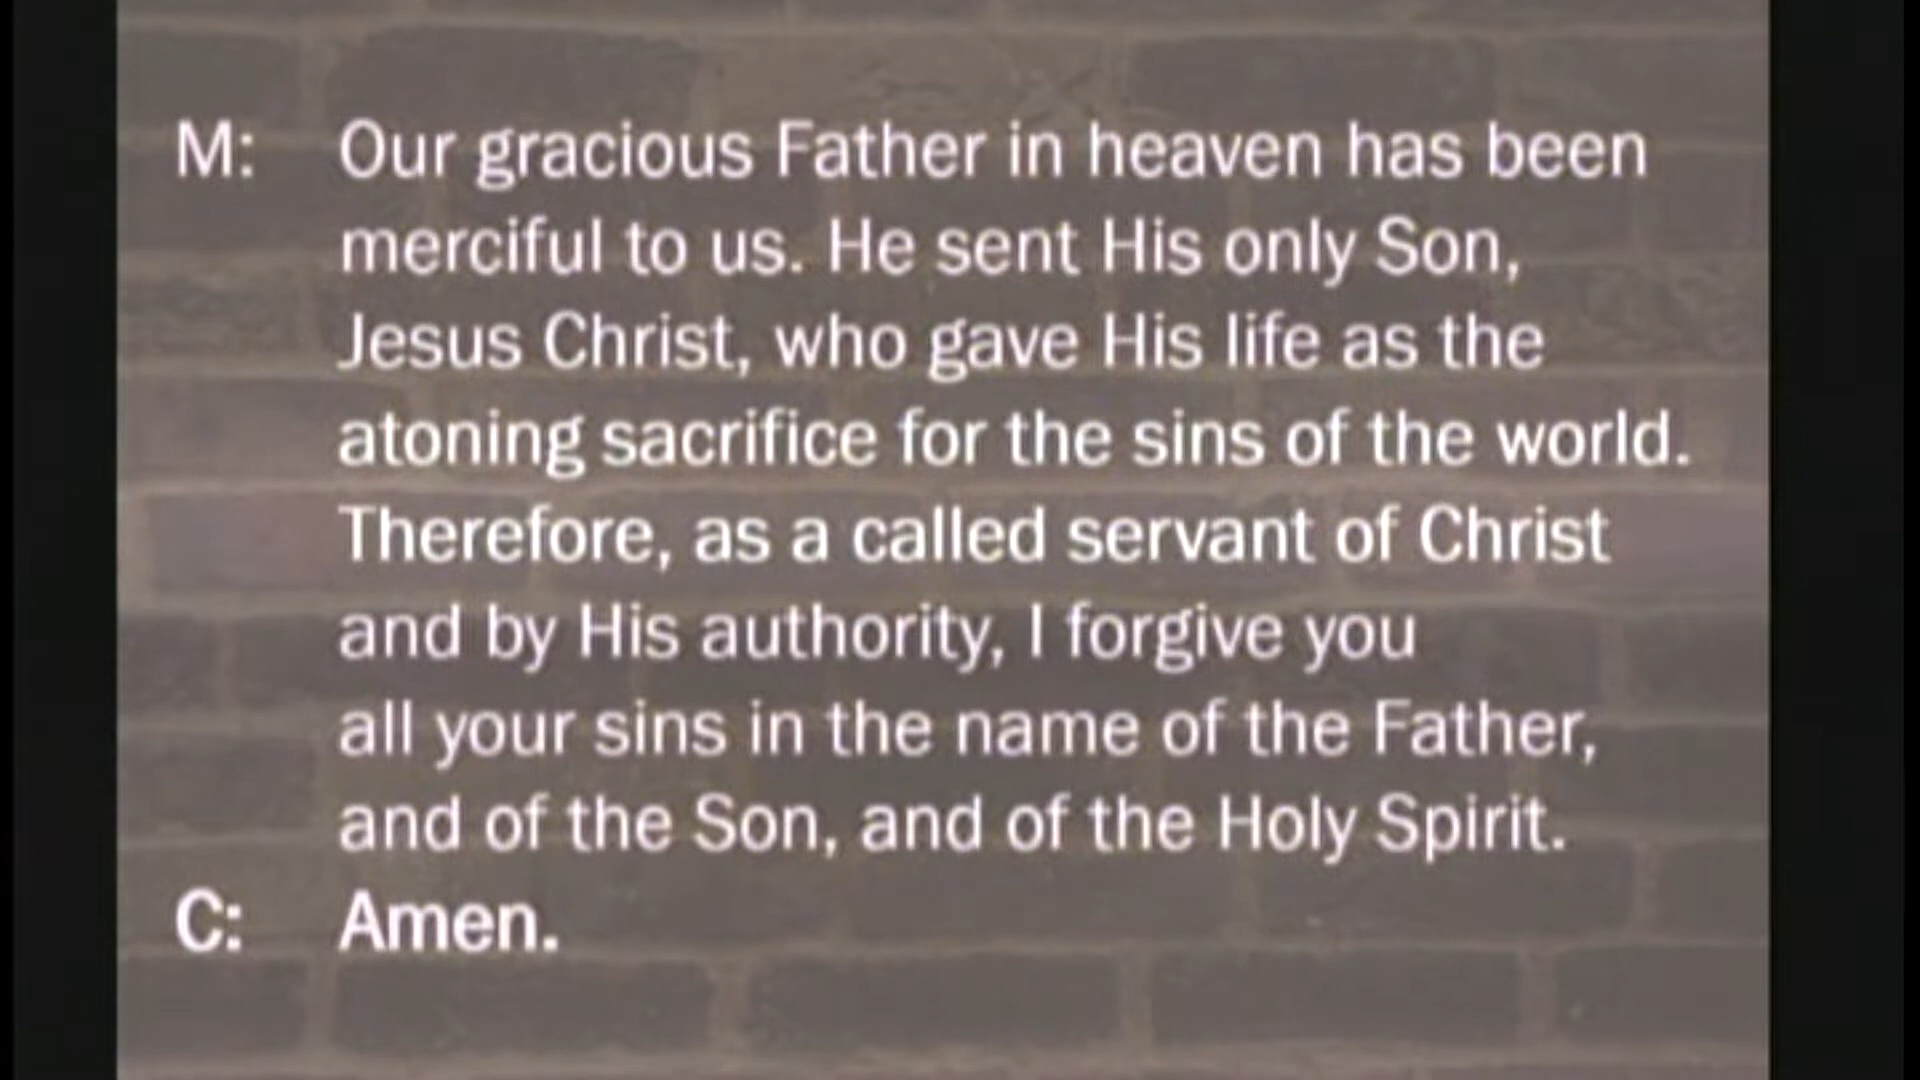 M: Our gracious Father in heaven has been
merciful to us. He sent His only Son,
Jesus Christ, who gave His life as the
atoning sacrifice for the sins of the world.
Therefore, as a called servant of Christ
and by His authority, I forgive you
all your sins in the name of the Father,
and of the Son, and of the Holy Spirit.
C: Amen.